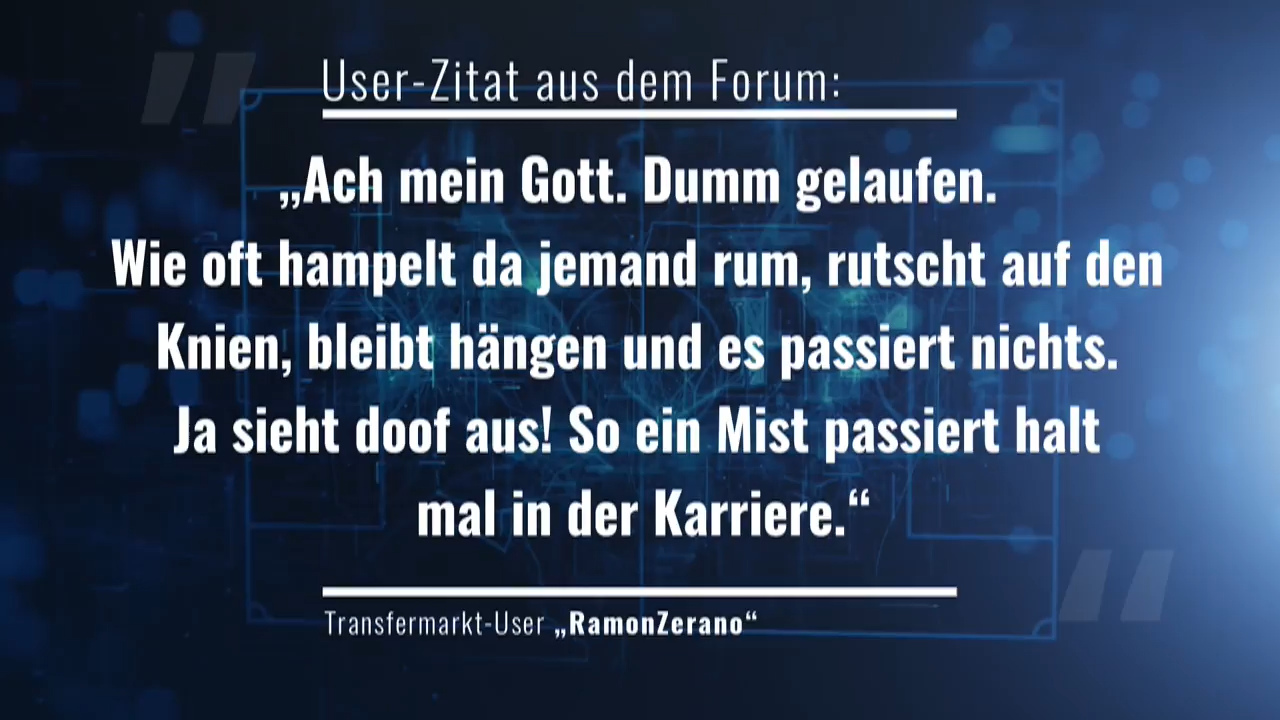 User-Zitat aus dem Forum:
„Ach mein Gott. Dumm gelaufen.
Wie oft hampelt da jemand rum, rutscht auf den
Knien, bleibt hängen und es passiert nichts.
Ja sieht doof aus! So ein Mist passiert halt
mal in der Karriere.“
Transfermarkt-User „RamonZerano“